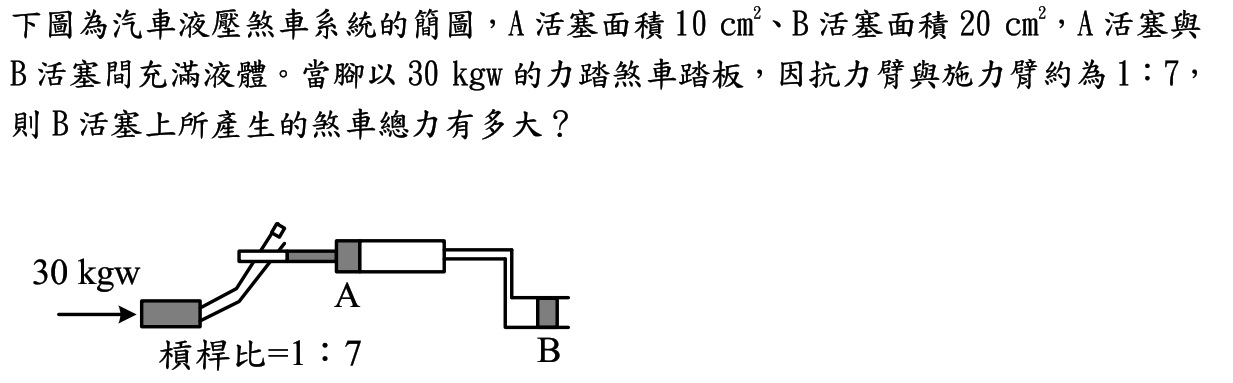 下圖為汽車液壓煞車系統的簡圖，A 活塞面積 10 cm²、B 活塞面積 20 cm²，A 活塞與
B 活塞間充滿液體。當腳以 30 kgw 的力踏煞車踏板，因抗力臂與施力臂約為 1：7，
則 B 活塞上所產生的煞車總力有多大？
30 kgw
A
槓桿比=1：7
B